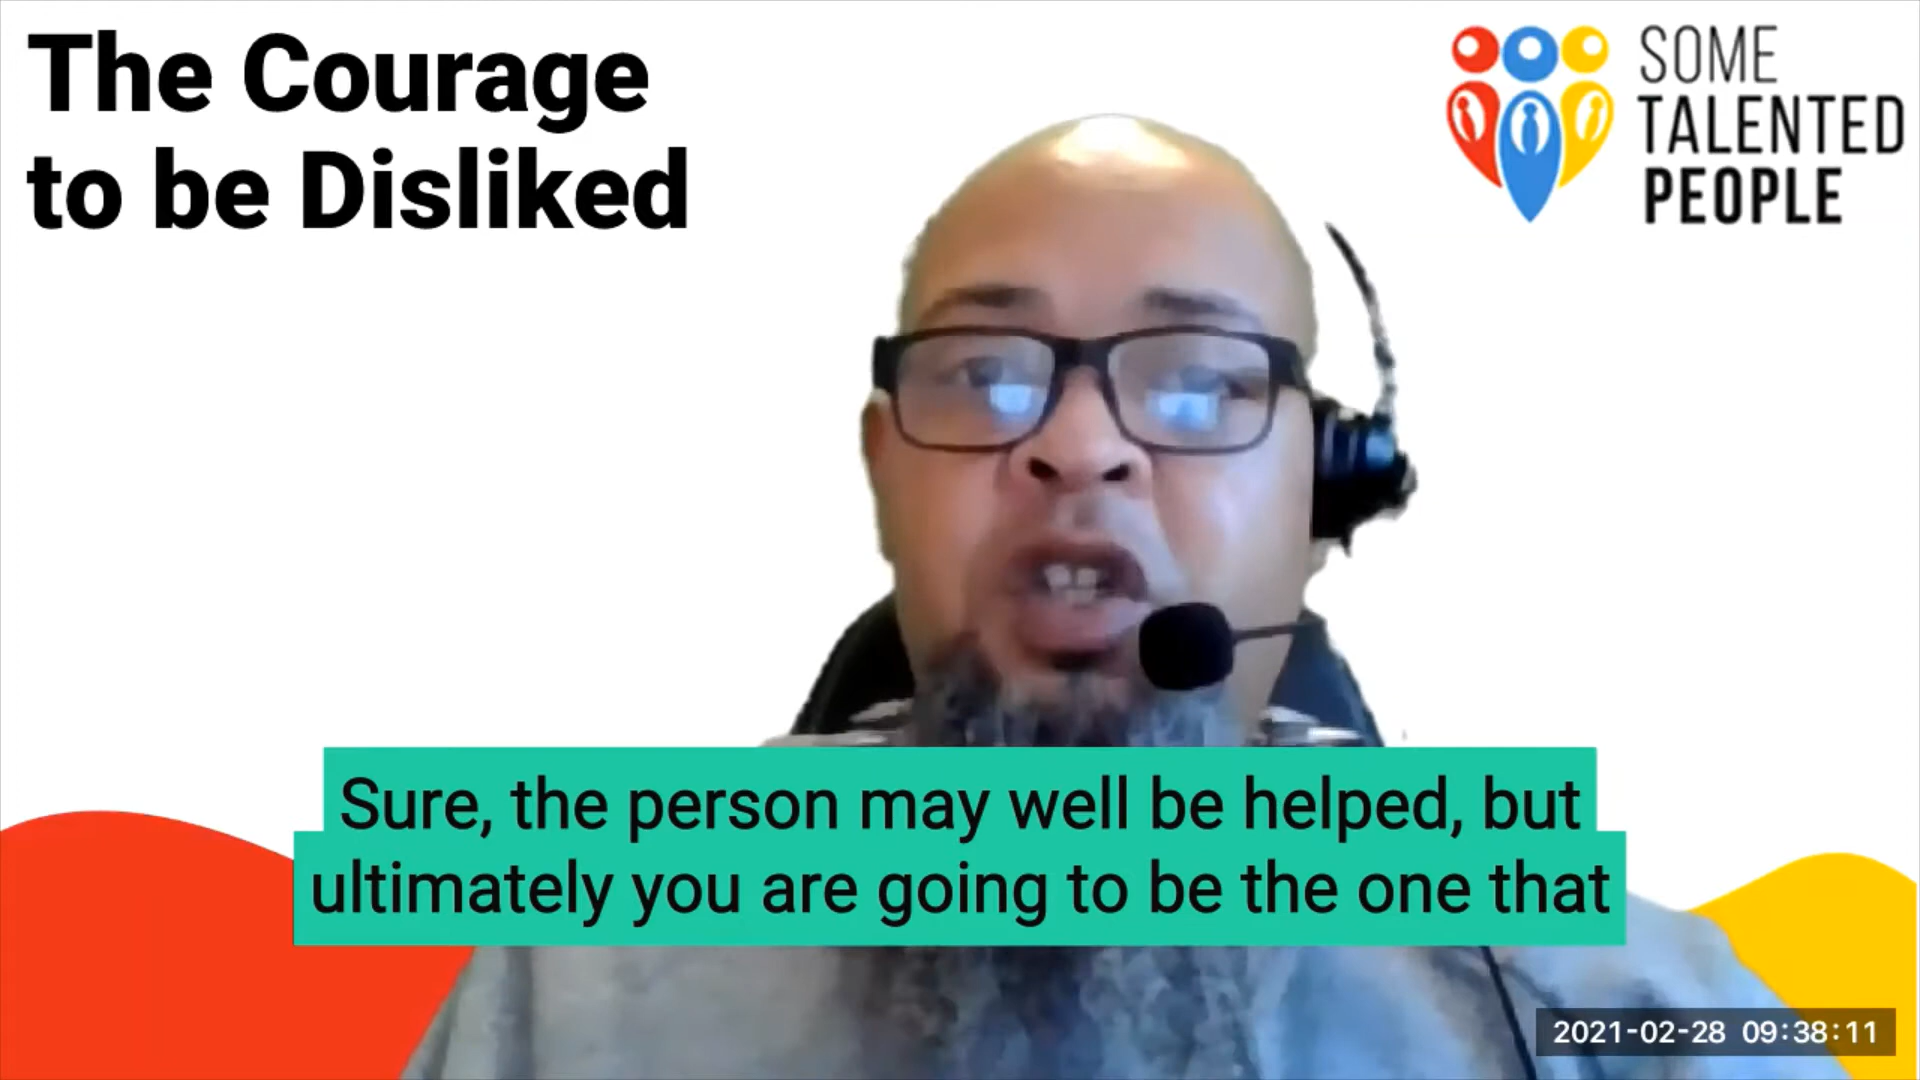 The Courage
to be Disliked
SOME
TALENTED
PEOPLE
Sure, the person may well be helped, but
ultimately you are going to be the one that
2021-02-28 09:38:11